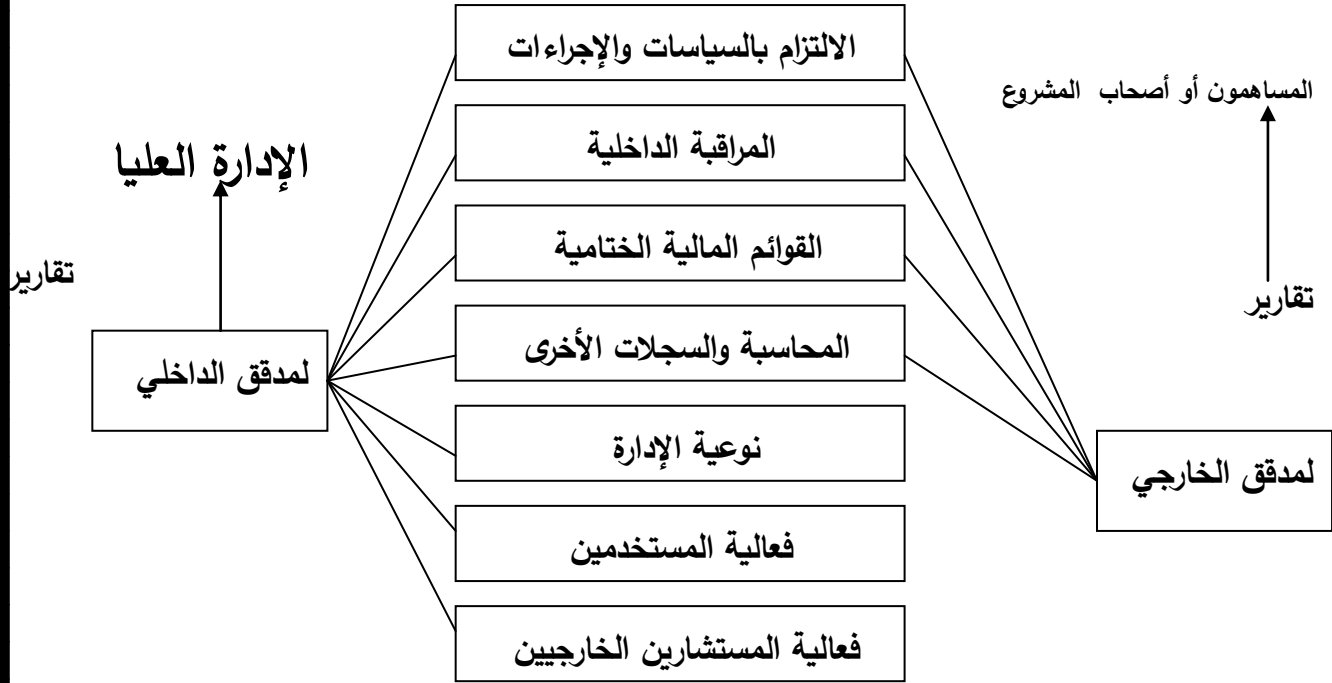 الالتزام بالسياسات والإجراءات
المساهمون أو أصحاب المشروع
المراقبة الداخلية
الإدارة العليا
القوائم المالية الختامية
تقارير
تقارير
المحاسبة والسجلات الأخرى
لمدقق الداخلي
نوعية الإدارة
لمدقق الخارجي
فعالية المستخدمين
فعالية المستشارين الخارجيين